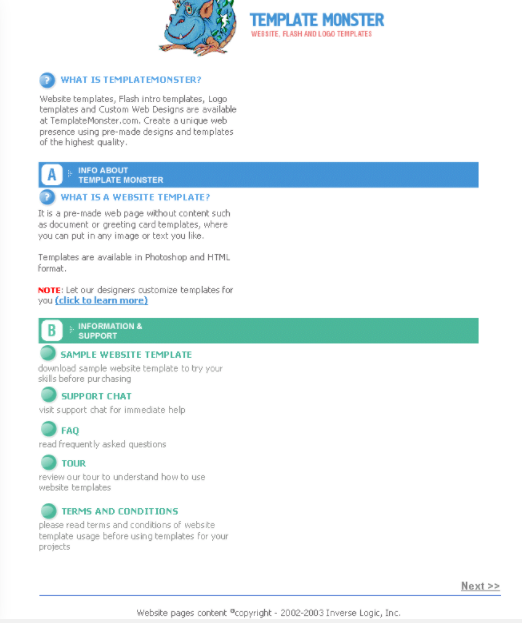 TEMPLATE MONSTER
WEBSITE, FLASH AND LOGO TEMPLATES
? WHAT IS TEMPLATEMONSTER?
Website templates, Flash intro templates, Logo
templates and Custom Web Designs are available
at TemplateMonster.com. Create a unique web
presence using pre-made designs and templates
of the highest quality.
A INFO ABOUT
TEMPLATE MONSTER
? WHAT IS A WEBSITE TEMPLATE?
It is a pre-made web page without content such
as document or greeting card templates, where
you can put in any image or text you like.
Templates are available in Photoshop and HTML
format.
NOTE: Let our designers customize templates for
you (click to learn more)
B INFORMATION &
SUPPORT
SAMPLE WEBSITE TEMPLATE
download sample website template to try your
skills before purchasing
SUPPORT CHAT
visit support chat for immediate help
FAQ
read frequently asked questions
TOUR
review our tour to understand how to use
website templates
TERMS AND CONDITIONS
please read terms and conditions of website
template usage before using templates for your
projects
Next >>
Website pages content ®copyright - 2002-2003 Inverse Logic, Inc.